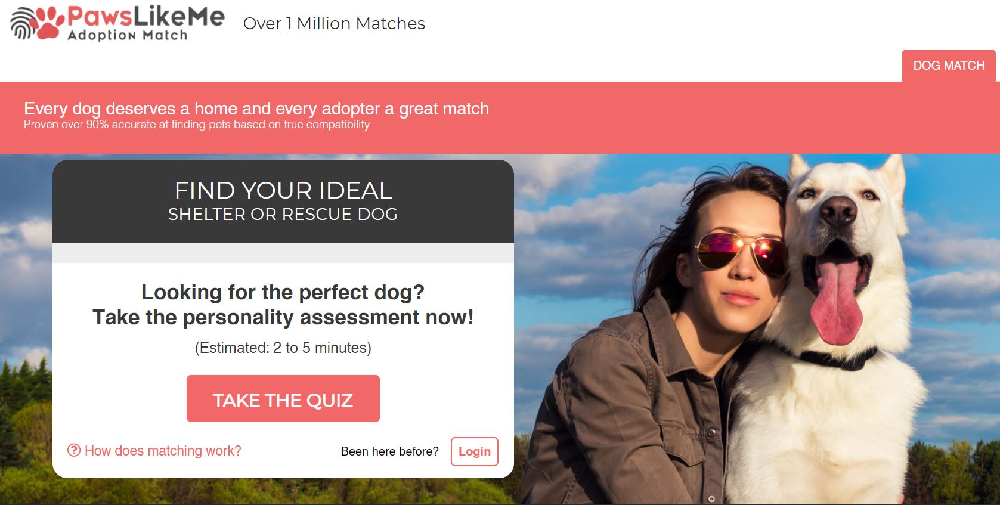 PawsLikeMe
Adoption Match
Over 1 Million Matches
DOG MATCH
Every dog deserves a home and every adopter a great match
Proven over 90% accurate at finding pets based on true compatibility
FIND YOUR IDEAL
SHELTER OR RESCUE DOG
Looking for the perfect dog?
Take the personality assessment now!
(Estimated: 2 to 5 minutes)
TAKE THE QUIZ
? How does matching work?
Been here before?
Login